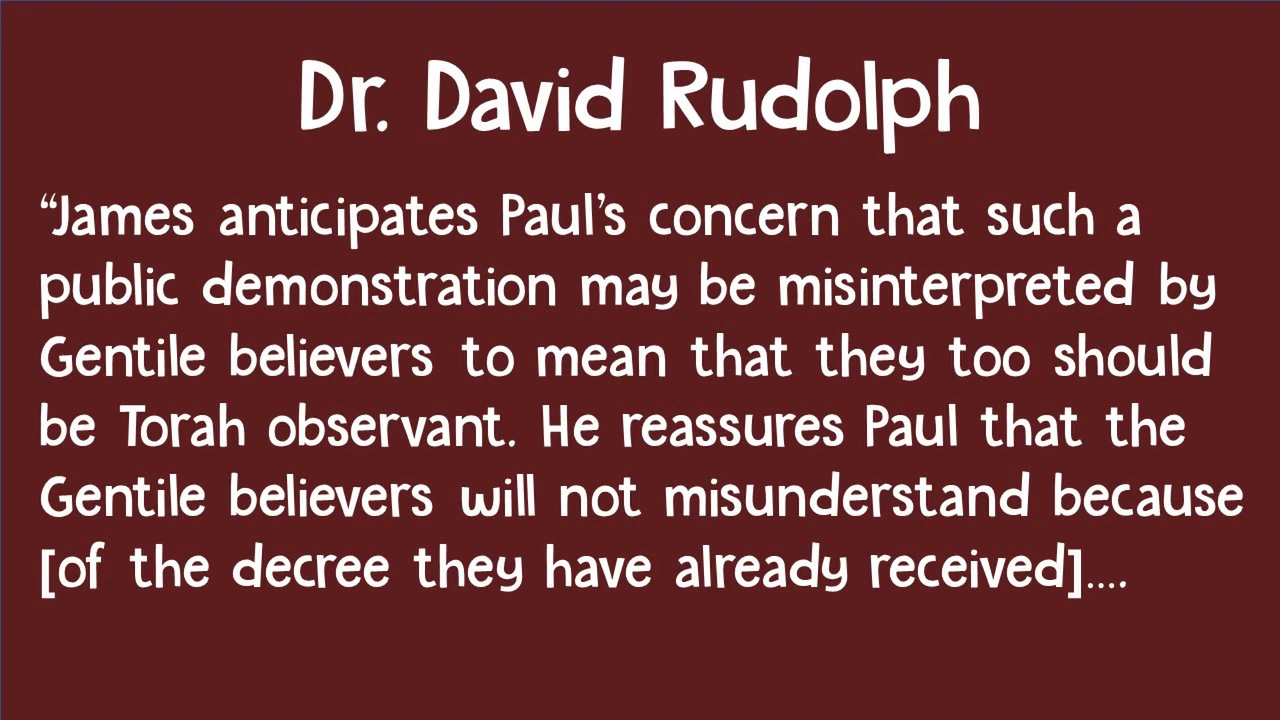 Dr. David Rudolph
“James anticipates Paul’s concern that such a
public demonstration may be misinterpreted by
Gentile believers to mean that they too should
be Torah observant. He reassures Paul that the
Gentile believers will not misunderstand because
[of the decree they have already received]....